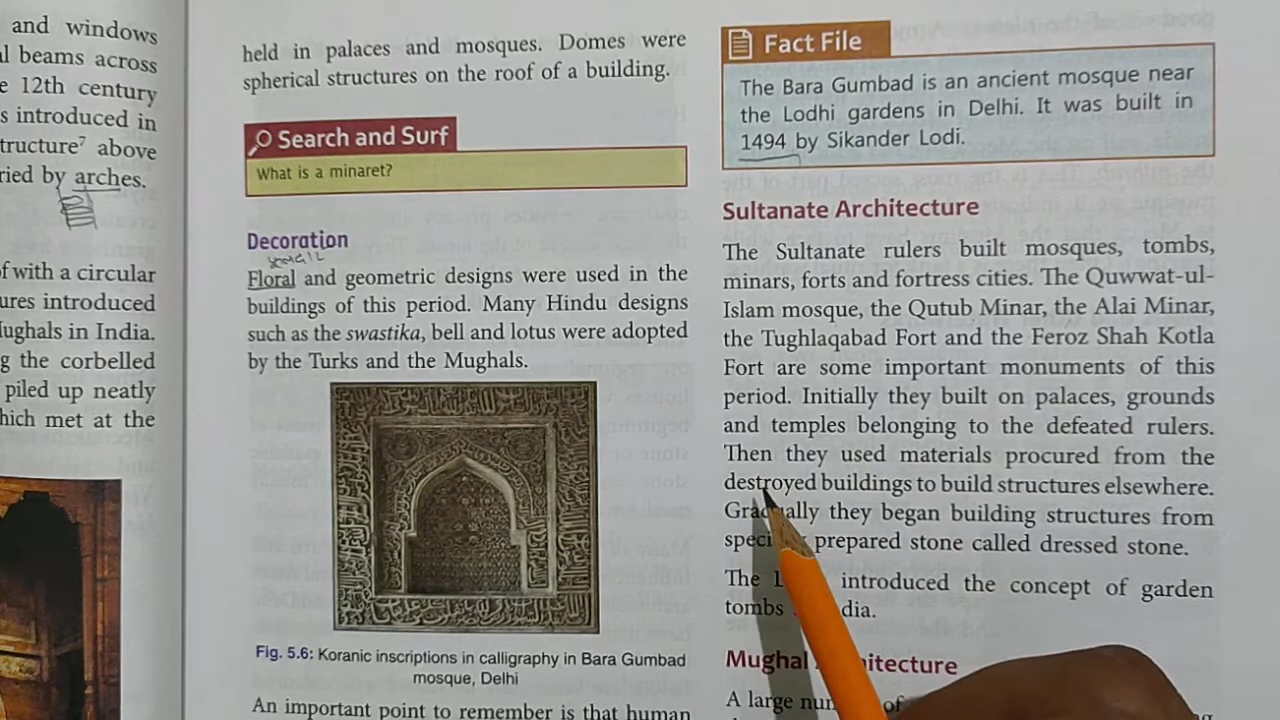 and windows
l beams across
e 12th century
s introduced in
tructure⁷ above
ried by arches.
f with a circular
ures introduced
ughals in India.
g the corbelled
piled up neatly
hich met at the
held in palaces and mosques. Domes were
spherical structures on the roof of a building.
Search and Surf
What is a minaret?
Decoration
Floral and geometric designs were used in the
buildings of this period. Many Hindu designs
such as the swastika, bell and lotus were adopted
by the Turks and the Mughals.
Fig. 5.6: Koranic inscriptions in calligraphy in Bara Gumbad
mosque, Delhi
An important point to remember is that human
Fact File
The Bara Gumbad is an ancient mosque near
the Lodhi gardens in Delhi. It was built in
1494 by Sikander Lodi.
Sultanate Architecture
The Sultanate rulers built mosques, tombs,
minars, forts and fortress cities. The Quwwat-ul-
Islam mosque, the Qutub Minar, the Alai Minar,
the Tughlaqabad Fort and the Feroz Shah Kotla
Fort are some important monuments of this
period. Initially they built on palaces, grounds
and temples belonging to the defeated rulers.
Then they used materials procured from the
destroyed buildings to build structures elsewhere.
Gradually they began building structures from
speci prepared stone called dressed stone.
The L introduced the concept of garden
tombs dia.
Mughal itecture
A large nu of